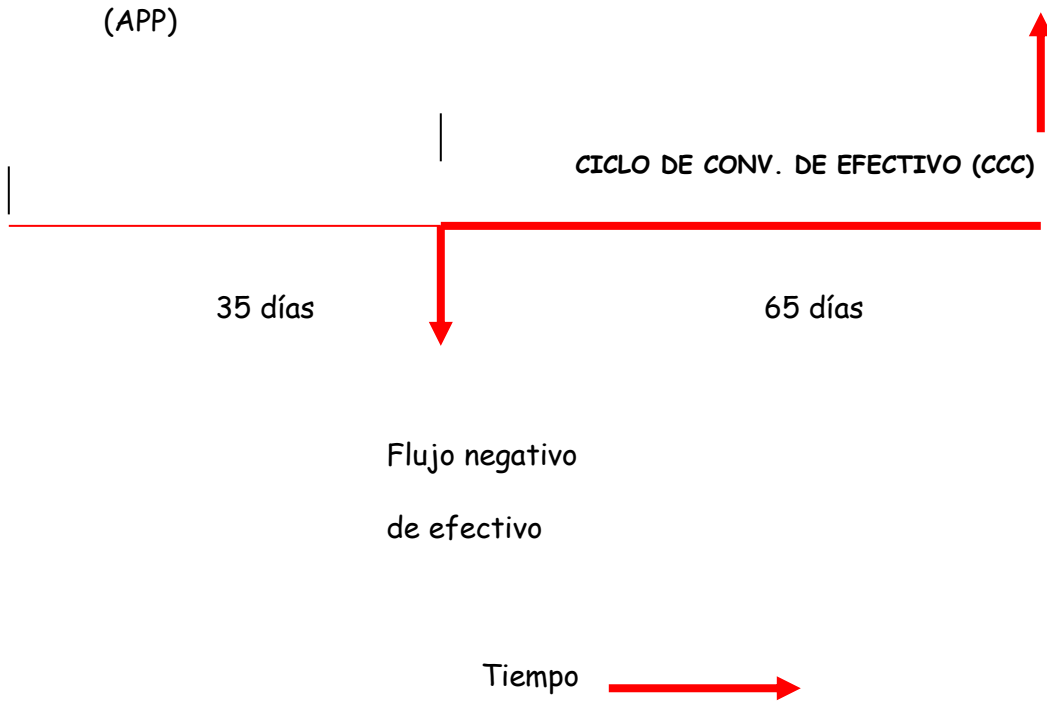 (APP)
CICLO DE CONV. DE EFECTIVO (CCC)
35 días
65 días
Flujo negativo
de efectivo
Tiempo